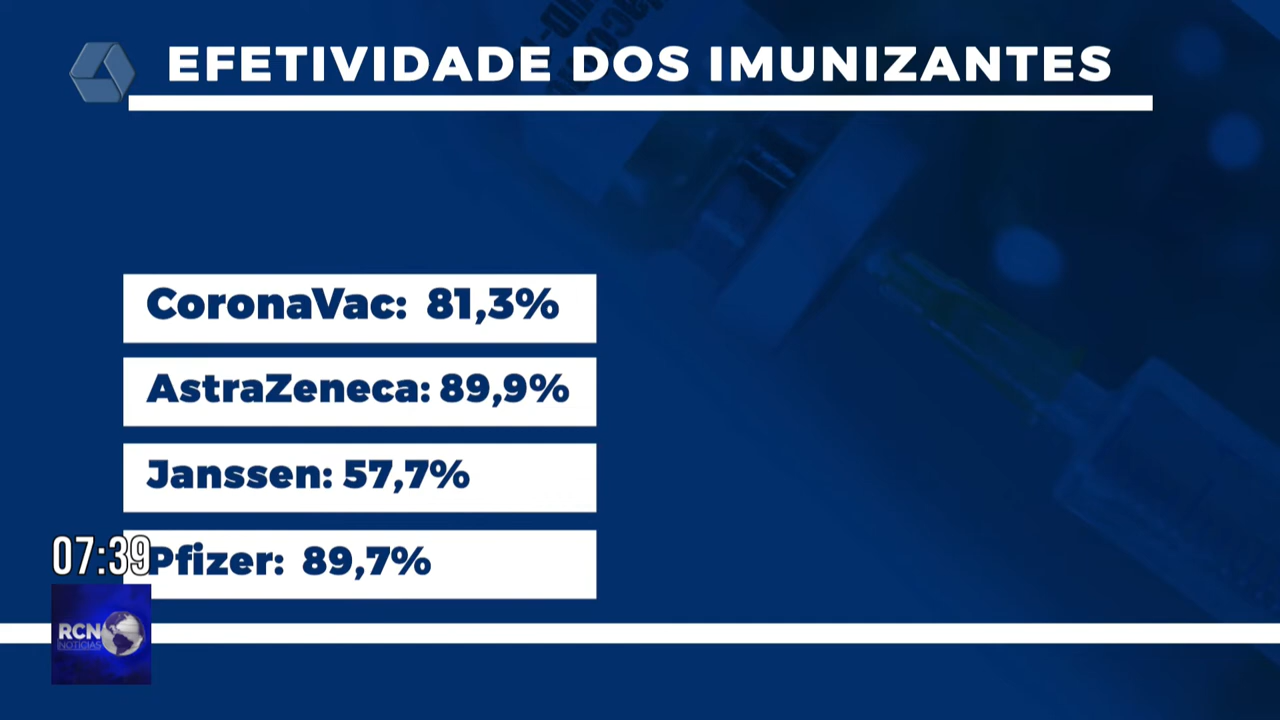 EFETIVIDADE DOS IMUNIZANTES
CoronaVac: 81,3%
AstraZeneca: 89,9%
Janssen: 57,7%
Pfizer: 89,7%
07:39
RCN
NOTÍCIAS